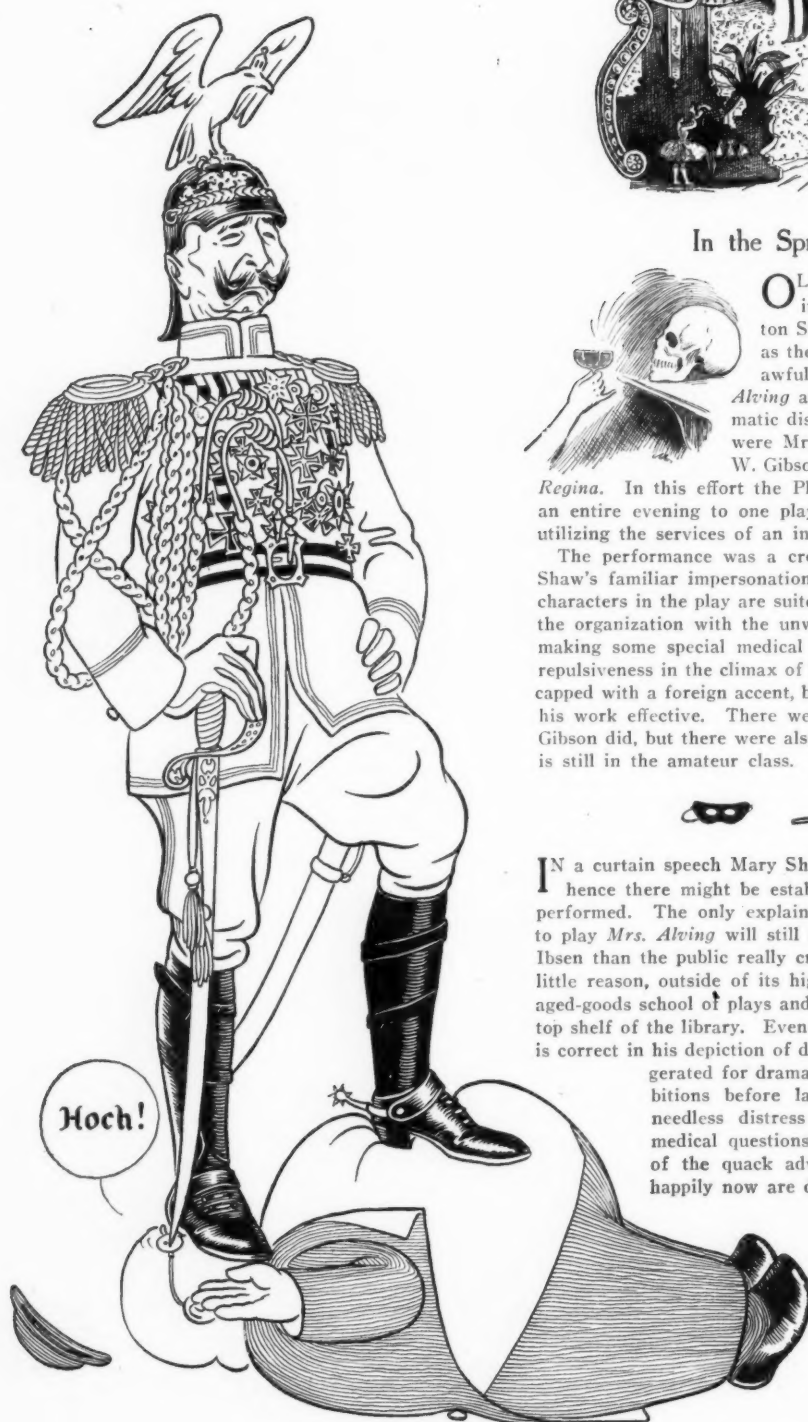 Hoch!
In the Spr
OL
i
ton S
as the
awful
Alving a
matic dis
were Mr
W. Gibso
Regina. In this effort the Pl
an entire evening to one play
utilizing the services of an in
The performance was a cre
Shaw's familiar impersonation
characters in the play are suite
the organization with the unv
making some special medical
repulsiveness in the climax of
capped with a foreign accent, b
his work effective. There we
Gibson did, but there were als
is still in the amateur class.
IN a curtain speech Mary Sh
hence there might be estab
performed. The only explain
to play Mrs. Alving will still
Ibsen than the public really cr
little reason, outside of its hig
aged-goods school of plays and
top shelf of the library. Even
is correct in his depiction of d
gerated for drama
bitions before la
needless distress
medical questions
of the quack adv
happily now are c